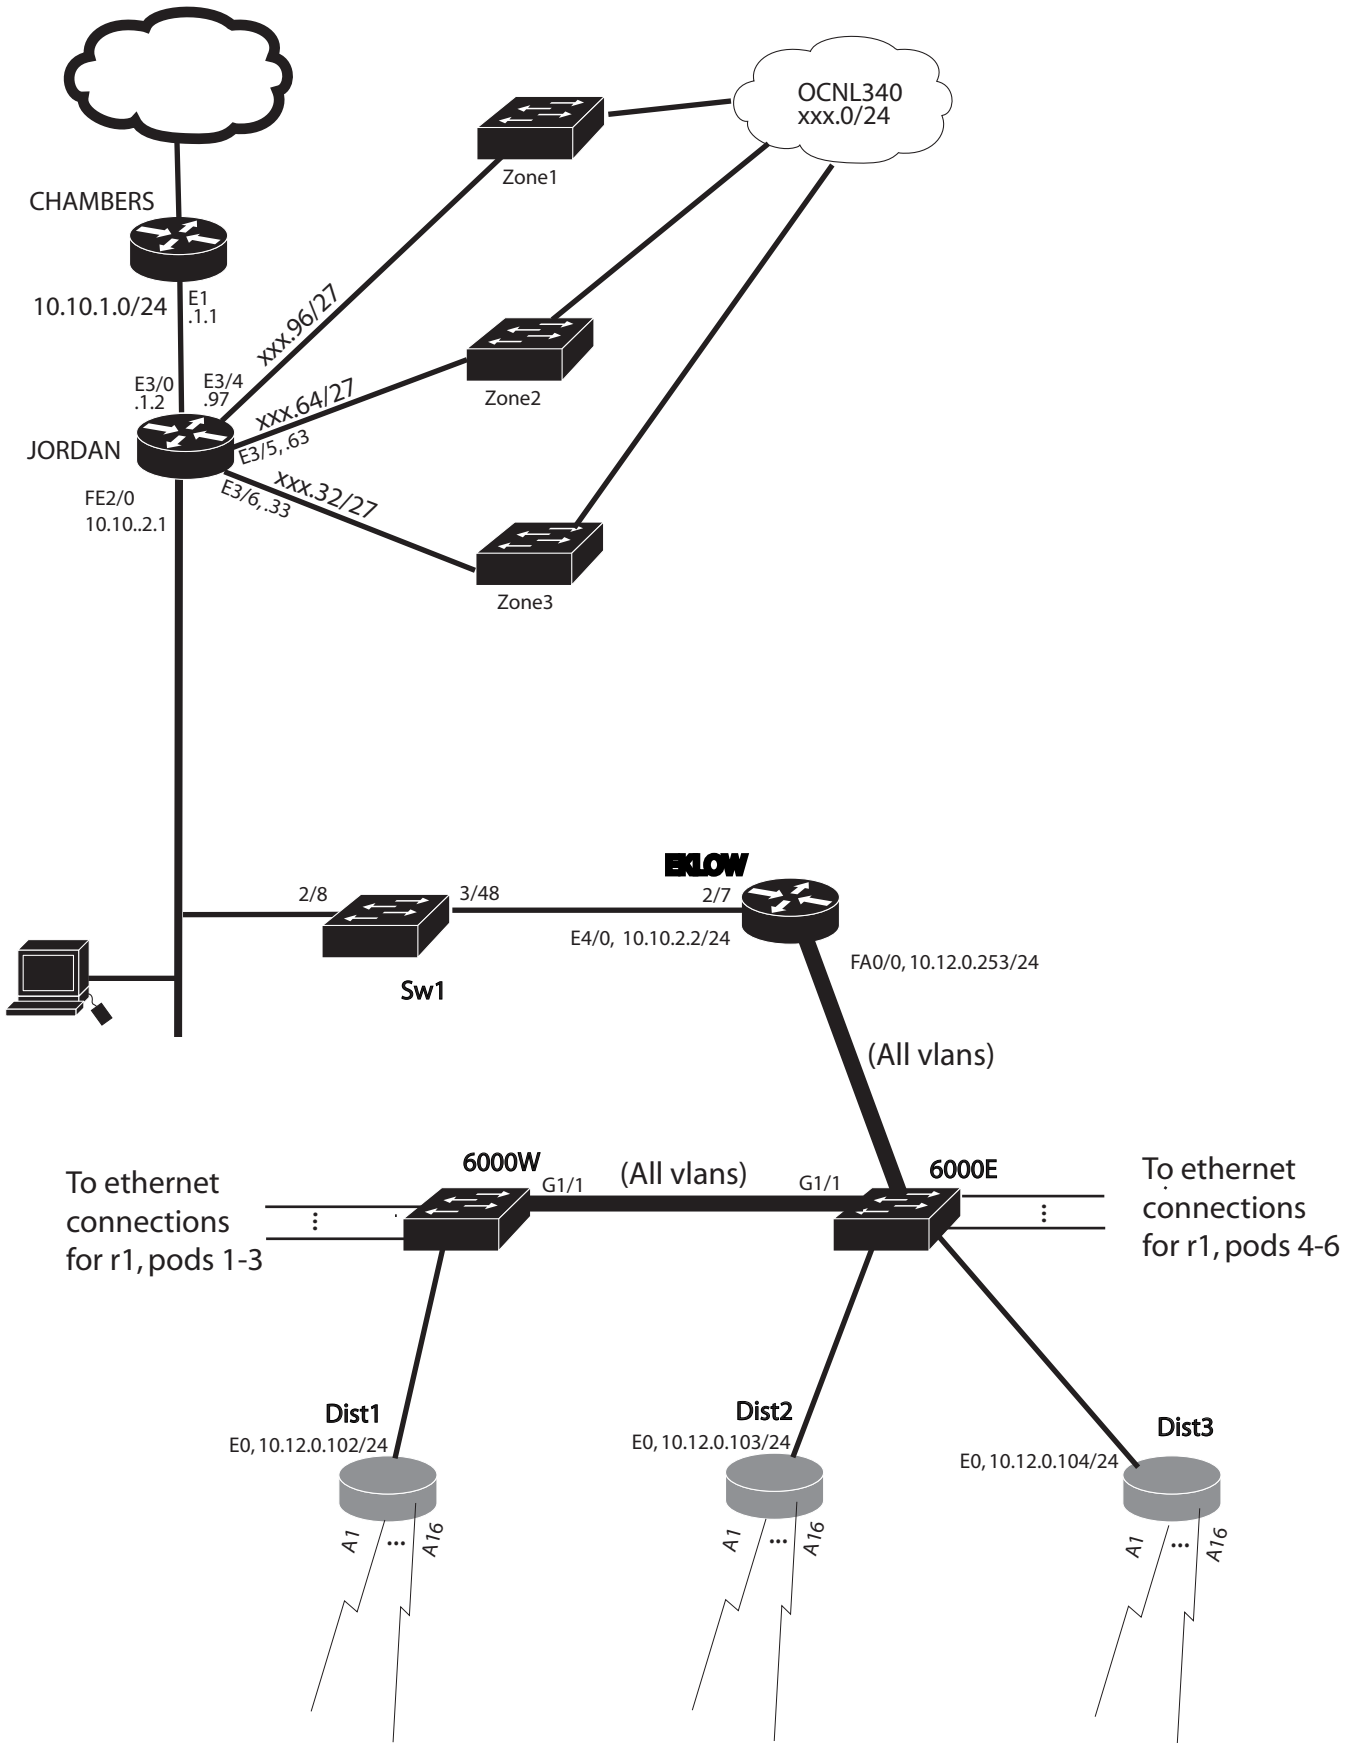 OCNL340
xxx.0/24
Zone1
CHAMBERS
10.10.1.0/24
E1
.1.1
xxx.96/27
E3/0
.1.2
E3/4
.97
xxx.64/27
E3/5, .63
Zone2
JORDAN
xxx.32/27
E3/6, .33
FE2/0
10.10..2.1
Zone3
EKLOW
2/8
3/48
2/7
E4/0, 10.10.2.2/24
FA0/0, 10.12.0.253/24
Sw1
(All vlans)
6000W
(All vlans)
6000E
G1/1
G1/1
To ethernet
connections
for r1, pods 1-3
To ethernet
connections
for r1, pods 4-6
Dist1
E0, 10.12.0.102/24
Dist2
E0, 10.12.0.103/24
Dist3
E0, 10.12.0.104/24
A1
...
A16
A1
...
A16
A1
...
A16